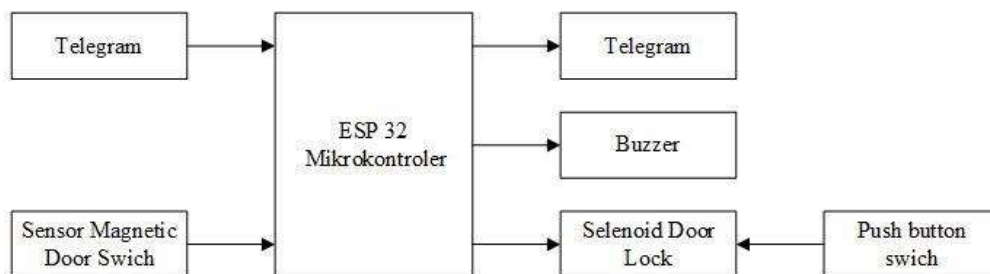 Telegram
Telegram
ESP 32
Mikrokontroler
Buzzer
Sensor Magnetic
Door Swich
Selenoid Door
Lock
Push button
swich